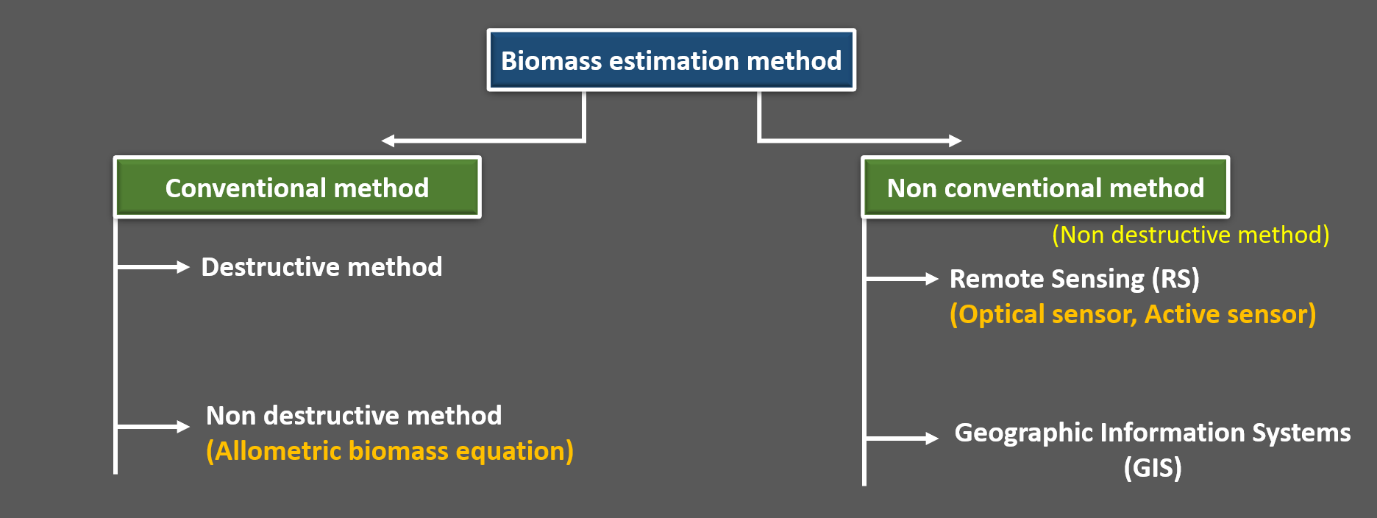 Biomass estimation method
Conventional method
Destructive method
Non destructive method
(Allometric biomass equation)
Non conventional method
(Non destructive method)
Remote Sensing (RS)
(Optical sensor, Active sensor)
Geographic Information Systems
(GIS)